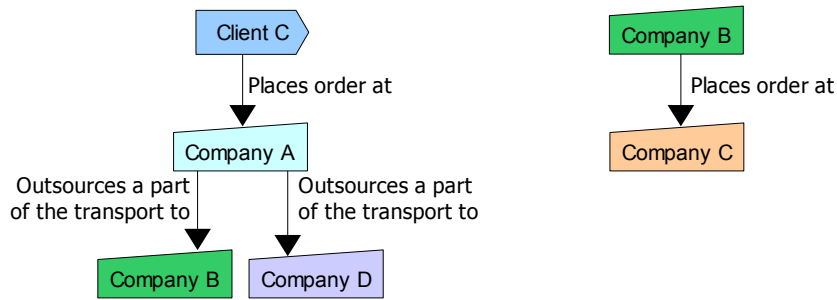 Client C
Places order at
Company A
Outsources a part
of the transport to
Outsources a part
of the transport to
Company B
Company D
Company B
Places order at
Company C